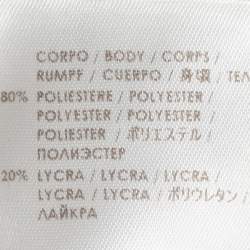 CORPO / BODY / CORPS /
RUMPF / CUERPO / 身頃 / ТЕЛ
80% POLIESTERE / POLYESTER /
POLYESTER / POLYESTER /
POLIESTER / ポリエステル /
ПОЛИЭСТЕР
20% LYCRA / LYCRA / LYCRA /
LYCRA / LYCRA / ポリウレタン /
ЛАЙКРА